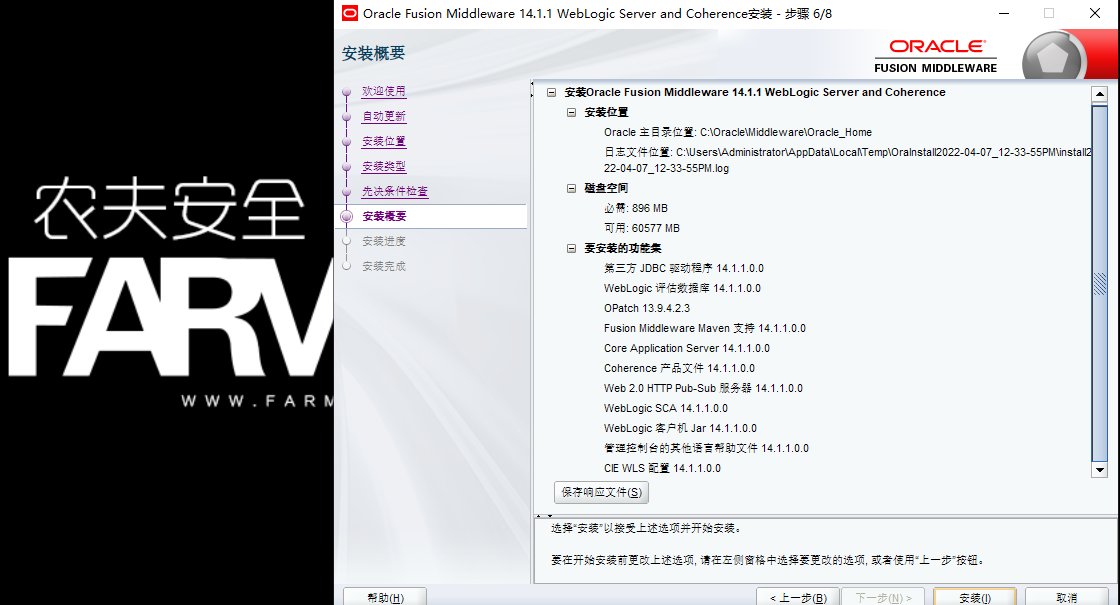 Oracle Fusion Middleware 14.1.1 WebLogic Server and Coherence安装 - 步骤 6/8
安装概要
ORACLE
FUSION MIDDLEWARE
农夫安全
FARM
WWW.FARM
欢迎使用
自动更新
安装位置
安装类型
先决条件检查
安装概要
安装进度
安装完成
安装Oracle Fusion Middleware 14.1.1 WebLogic Server and Coherence
安装位置
Oracle 主目录位置: C:\Oracle\Middleware\Oracle_Home
日志文件位置: C:\Users\Administrator\AppData\Local\Temp\OraInstall2022-04-07_12-33-55PM\install2
22-04-07_12-33-55PM.log
磁盘空间
必需: 896 MB
可用: 60577 MB
要安装的功能集
第三方 JDBC 驱动程序 14.1.1.0.0
WebLogic 评估数据库 14.1.1.0.0
OPatch 13.9.4.2.3
Fusion Middleware Maven 支持 14.1.1.0.0
Core Application Server 14.1.1.0.0
Coherence 产品文件 14.1.1.0.0
Web 2.0 HTTP Pub-Sub 服务器 14.1.1.0.0
WebLogic SCA 14.1.1.0.0
WebLogic 客户机 Jar 14.1.1.0.0
管理控制台的其他语言帮助文件 14.1.1.0.0
CIE WLS 配置 14.1.1.0.0
保存响应文件(S)
选择“安装”以接受上述选项并开始安装。
要在开始安装前更改上述选项, 请在左侧窗格中选择要更改的选项, 或者使用“上一步”按钮。
帮助(H)
< 上一步(B)
下一步(N) >
安装(I)
取消